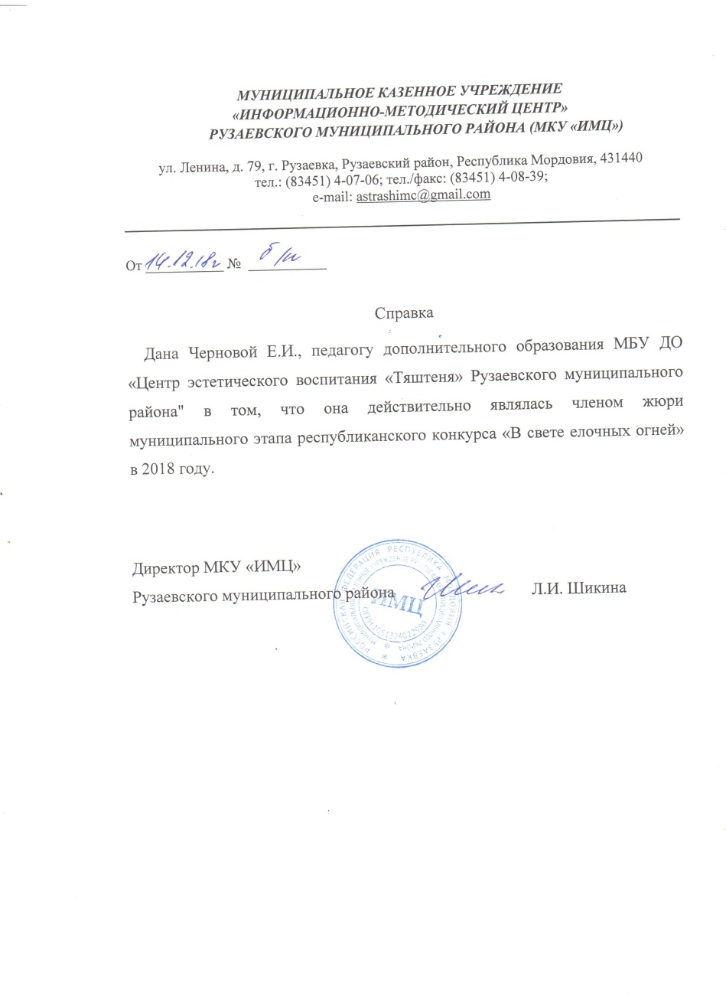 МУНИЦИПАЛЬНОЕ КАЗЕННОЕ УЧРЕЖДЕНИЕ
«ИНФОРМАЦИОННО-МЕТОДИЧЕСКИЙ ЦЕНТР»
РУЗАЕВСКОГО МУНИЦИПАЛЬНОГО РАЙОНА (МКУ «ИМЦ»)
ул. Ленина, д. 79, г. Рузаевка, Рузаевский район, Республика Мордовия, 431440
тел.: (83451) 4-07-06; тел./факс: (83451) 4-08-39;
e-mail: astrashimc@gmail.com
От 14.12.18г № б/н
Справка
Дана Черновой Е.И., педагогу дополнительного образования МБУ ДО
«Центр эстетического воспитания «Тяштеня» Рузаевского муниципального
района" в том, что она действительно являлась членом жюри
муниципального этапа республиканского конкурса «В свете елочных огней»
в 2018 году.
Директор МКУ «ИМЦ»
Рузаевского муниципального района Л.И. Шикина
РОССИЙСКАЯ ФЕДЕРАЦИЯ РЕСПУБЛИКА МОРДОВИЯ Г.РУЗАЕВКА
ИМЦ
ОГРН 1051324022980